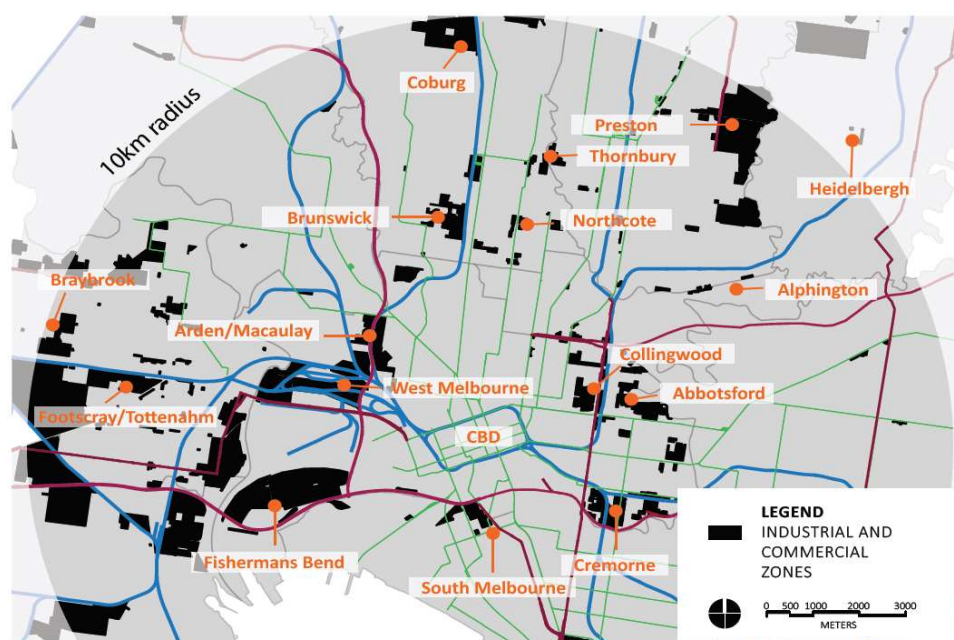 10km radius
Coburg
Preston
Thornbury
Heidelbergh
Brunswick
Northcote
Braybrook
Alphington
Arden/Macaulay
Collingwood
West Melbourne
Abbotsford
Footscray/Tottenahm
CBD
Fishermans Bend
South Melbourne
Cremorne
LEGEND
INDUSTRIAL AND
COMMERCIAL
ZONES
0 500 1000 2000 3000
METERS